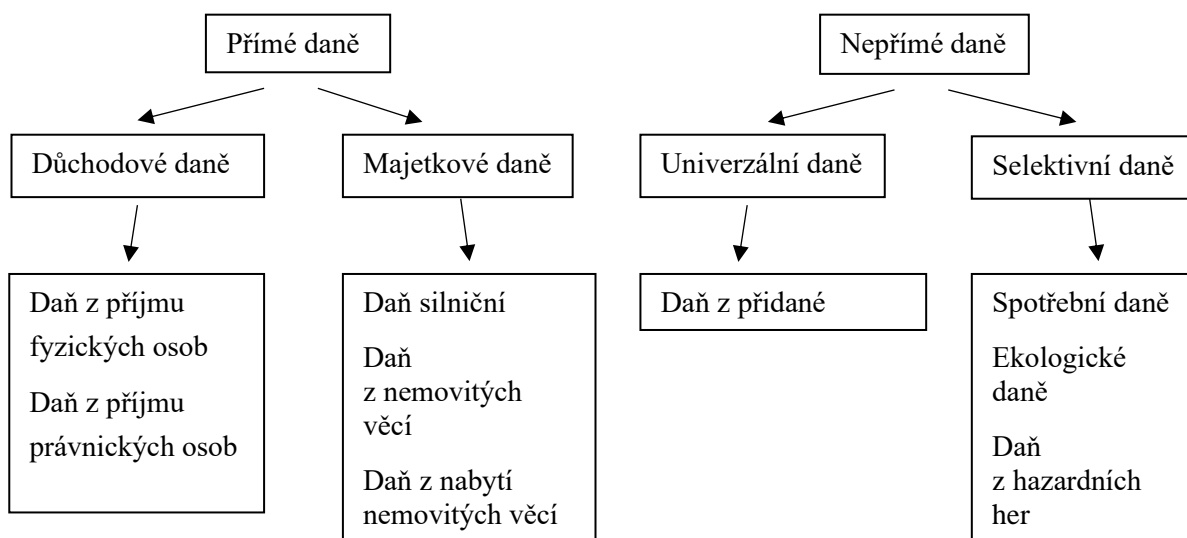 Přímé daně
Nepřímé daně
Důchodové daně
Majetkové daně
Univerzální daně
Selektivní daně
Daň z příjmu
fyzických osob
Daň z příjmu
právnických osob
Daň silniční
Daň
z nemovitých
věcí
Daň z nabytí
nemovitých věcí
Daň z přidané
Spotřební daně
Ekologické
daně
Daň
z hazardních
her